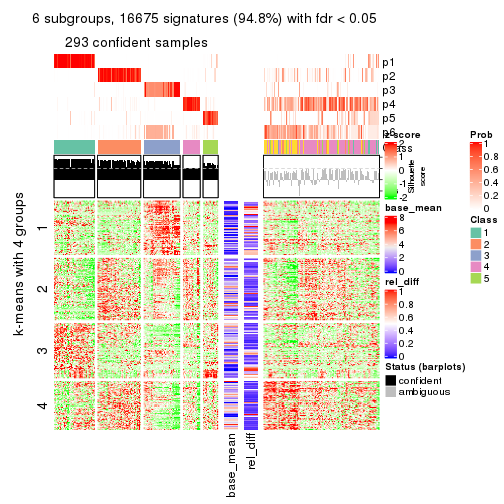 6 subgroups, 16675 signatures (94.8%) with fdr < 0.05
293 confident samples
p1
p2
p3
p4
p5
p6
Class
z_score
2
1
0
-1
-2
Silhouette
score
Prob
1
0.8
0.6
0.4
0.2
0
base_mean
8
6
4
2
0
Class
1
2
3
4
5
rel_diff
1
0.8
0.6
0.4
0.2
0
Status (barplots)
confident
ambiguous
k-means with 4 groups
1
2
3
4
base_mean
rel_diff